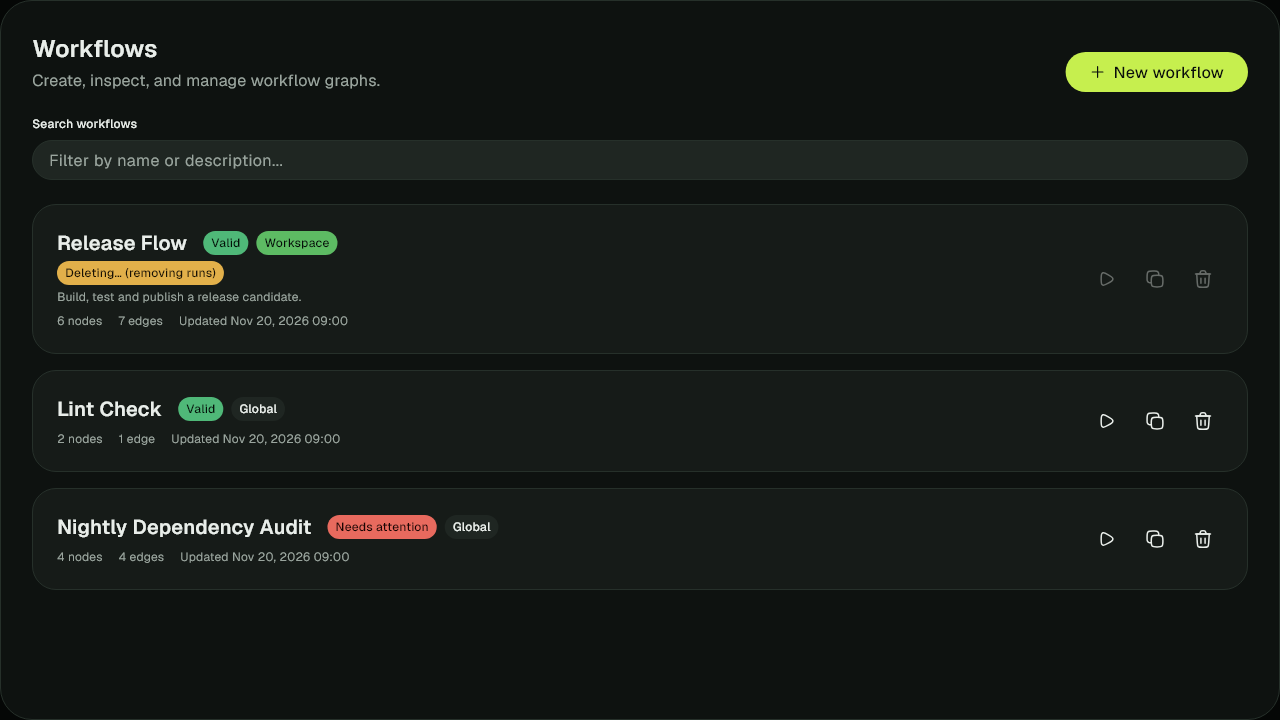 Workflows
Create, inspect, and manage workflow graphs.
New workflow
Search workflows
Filter by name or description...
Release Flow Valid Workspace
Deleting... (removing runs)
Build, test and publish a release candidate.
6 nodes 7 edges Updated Nov 20, 2026 09:00
Lint Check Valid Global
2 nodes 1 edge Updated Nov 20, 2026 09:00
Nightly Dependency Audit Needs attention Global
4 nodes 4 edges Updated Nov 20, 2026 09:00